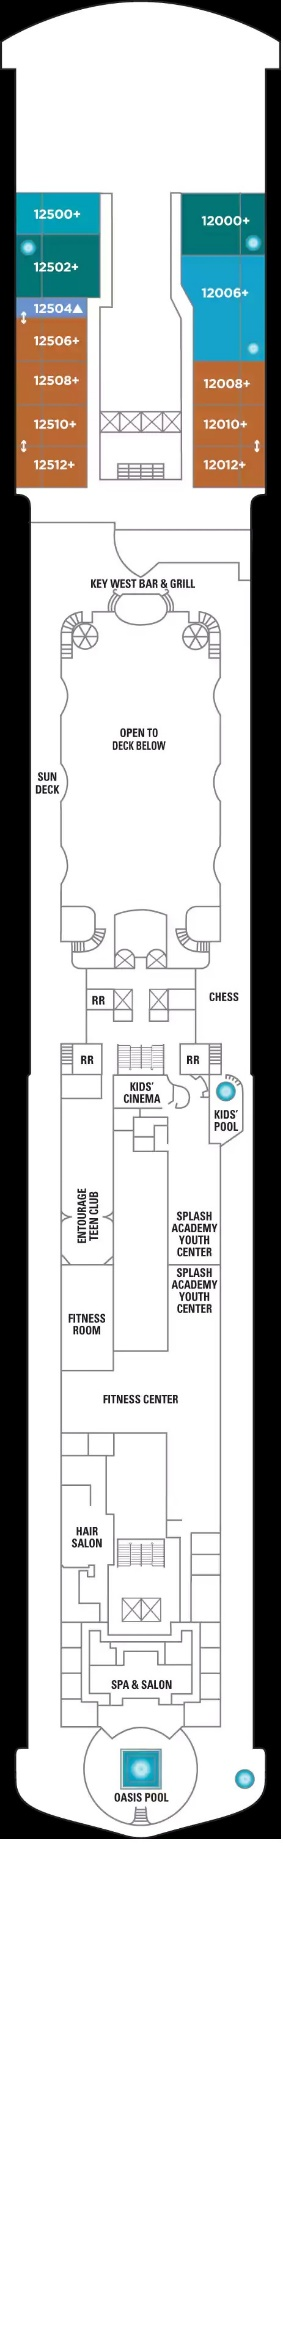 12500+
12000+
12502+
12006+
12504▲
12506+
12508+
12008+
12510+
12010+
12512+
12012+
KEY WEST BAR & GRILL
OPEN TO
DECK BELOW
SUN
DECK
RR
CHESS
RR
RR
KIDS'
CINEMA
KIDS'
POOL
ENTOURAGE
TEEN CLUB
SPLASH
ACADEMY
YOUTH
CENTER
SPLASH
ACADEMY
YOUTH
CENTER
FITNESS
ROOM
FITNESS CENTER
HAIR
SALON
SPA & SALON
OASIS POOL